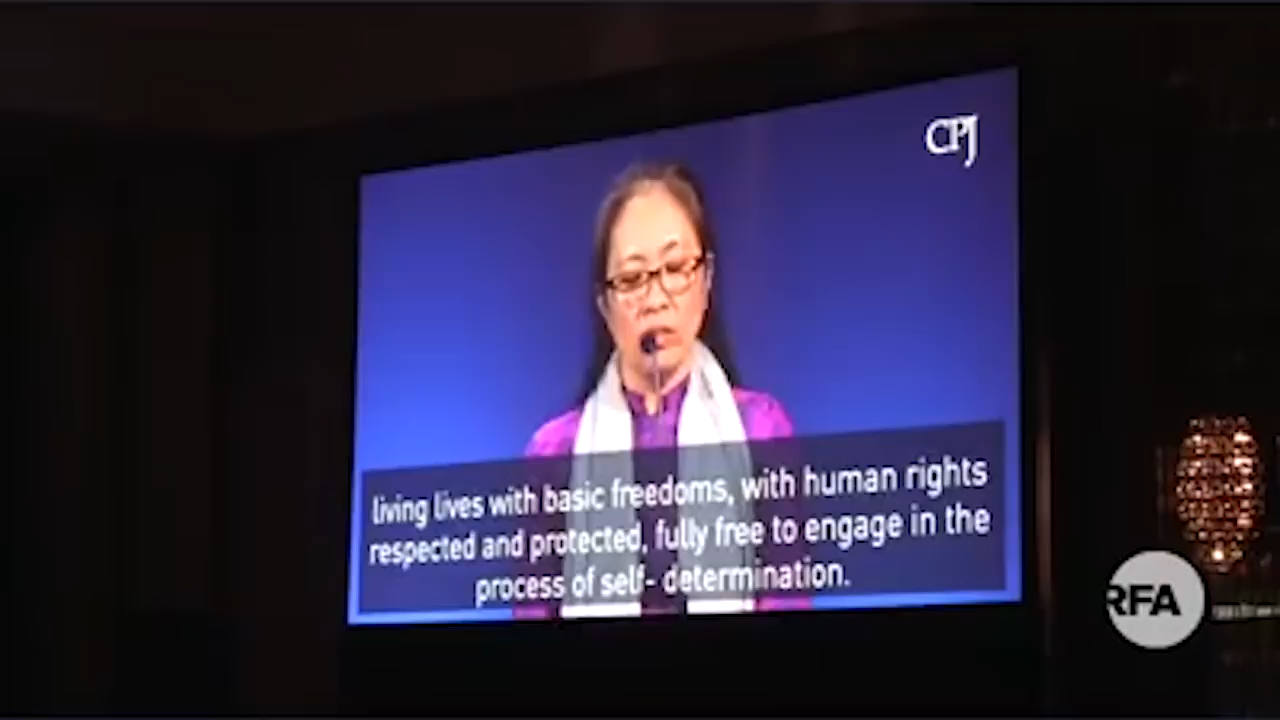 CPJ
living lives with basic freedoms, with human rights
respected and protected, fully free to engage in the
process of self- determination.
RFA